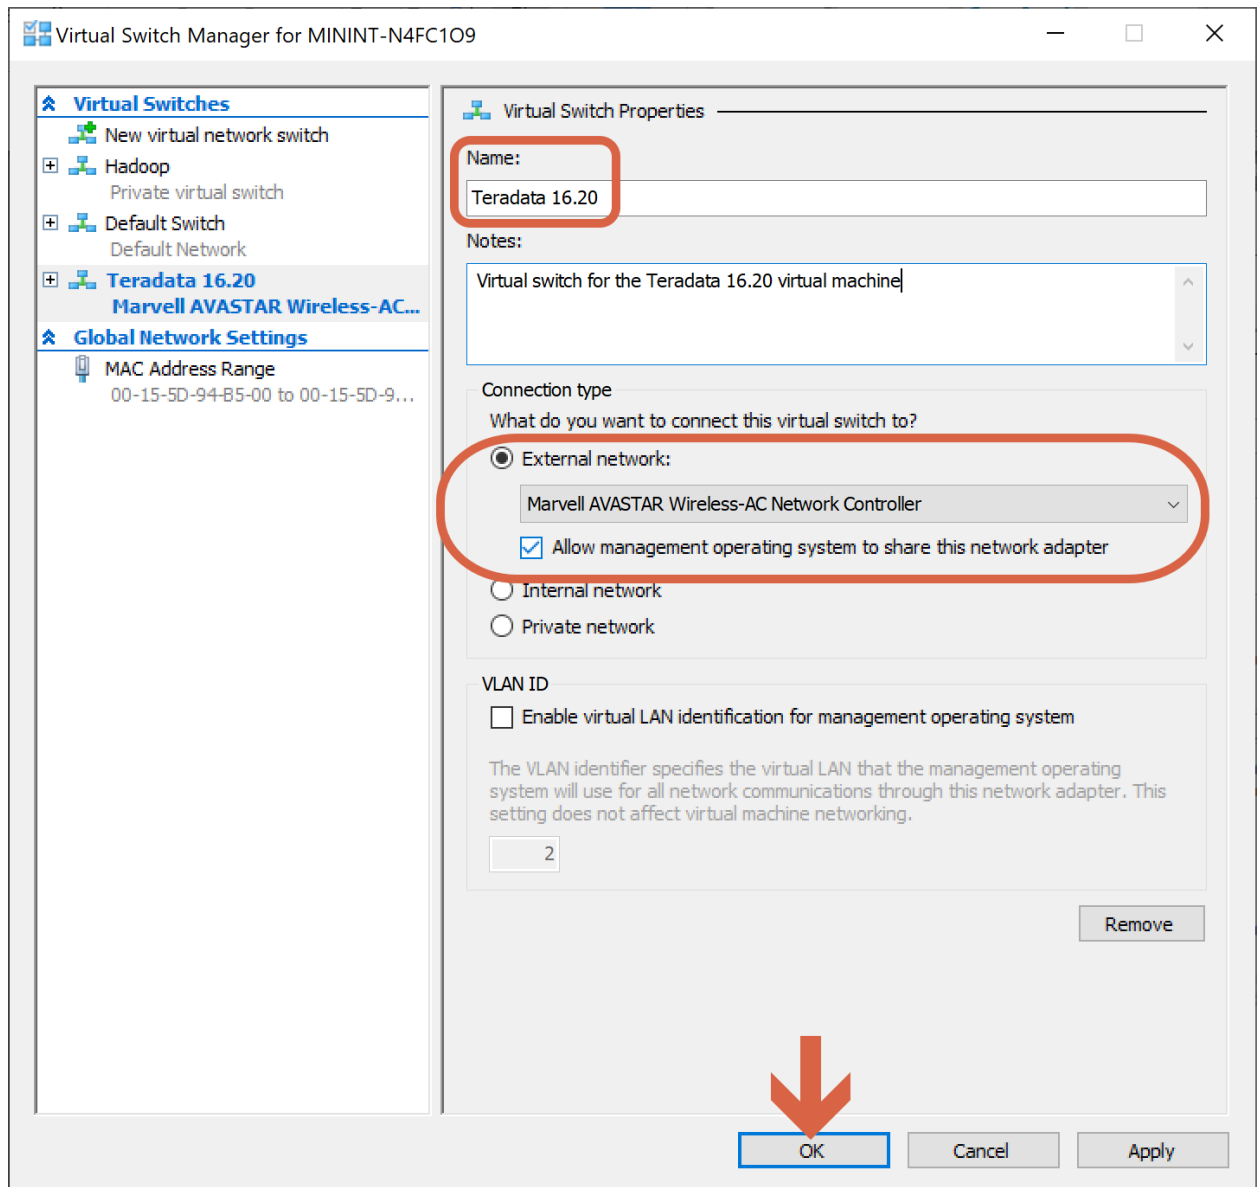 Virtual Switch Manager for MININT-N4FC1O9
Virtual Switches
New virtual network switch
Hadoop
Private virtual switch
Default Switch
Default Network
Teradata 16.20
Marvell AVASTAR Wireless-AC...
Global Network Settings
MAC Address Range
00-15-5D-94-B5-00 to 00-15-5D-9...
Virtual Switch Properties
Name:
Teradata 16.20
Notes:
Virtual switch for the Teradata 16.20 virtual machine
Connection type
What do you want to connect this virtual switch to?
External network:
Marvell AVASTAR Wireless-AC Network Controller
Allow management operating system to share this network adapter
Internal network
Private network
VLAN ID
Enable virtual LAN identification for management operating system
The VLAN identifier specifies the virtual LAN that the management operating
system will use for all network communications through this network adapter. This
setting does not affect virtual machine networking.
2
Remove
OK
Cancel
Apply